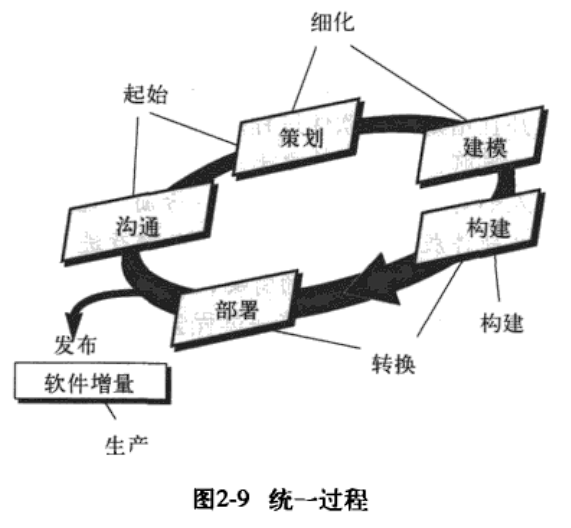 细化
起始
策划
建模
沟通
构建
部署
构建
发布
转换
软件增量
生产
图2-9 统一过程